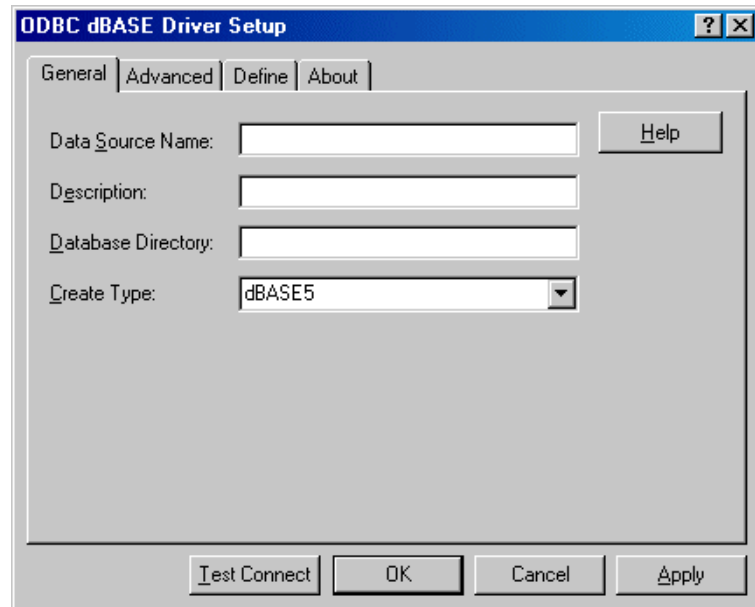 ODBC dBASE Driver Setup
General Advanced Define About
Data Source Name:
Help
Description:
Database Directory:
Create Type: dBASE5
Test Connect OK Cancel Apply